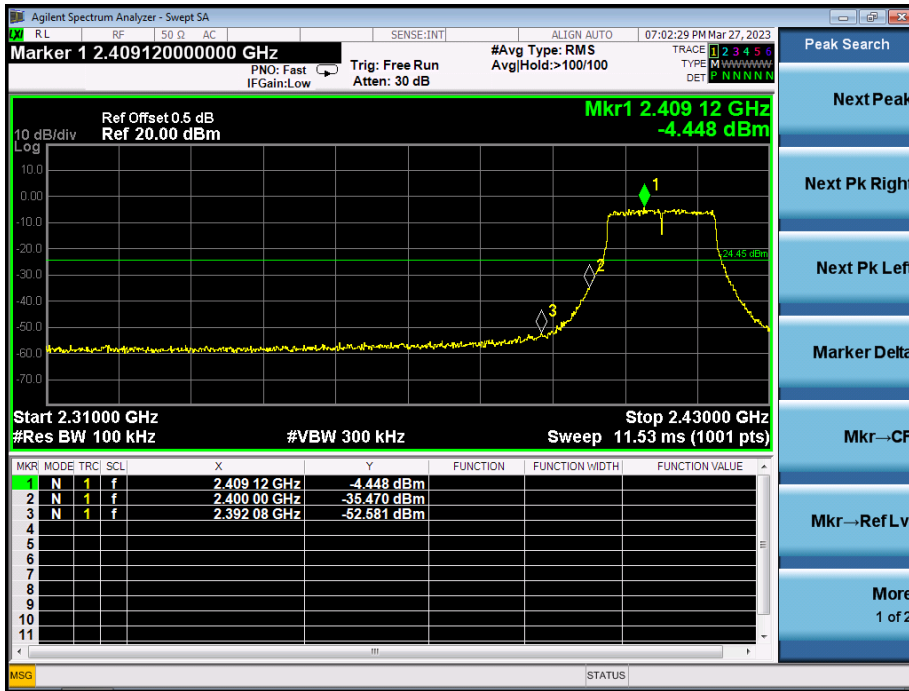 Agilent Spectrum Analyzer - Swept SA
LXI RL RF 50 Ω AC SENSE:INT ALIGN AUTO 07:02:29 PM Mar 27, 2023
Marker 1 2.409120000000 GHz
PNO: Fast
IFGain:Low
Trig: Free Run
Atten: 30 dB
#Avg Type: RMS
Avg|Hold:>100/100
TRACE 1 2 3 4 5 6
TYPE M W W W W W
DET P N N N N N
Peak Search
Next Peak
Next Pk Right
Next Pk Left
Marker Delta
Mkr→CF
Mkr→Ref Lv
More
1 of 2
Ref Offset 0.5 dB
10 dB/div Ref 20.00 dBm
Log
Mkr1 2.409 12 GHz
-4.448 dBm
10.0
0.00
-10.0
-20.0
-30.0
-40.0
-50.0
-60.0
-70.0
1
2
3
-24.45 dBm
Start 2.31000 GHz Stop 2.43000 GHz
#Res BW 100 kHz #VBW 300 kHz Sweep 11.53 ms (1001 pts)
MKR MODE TRC SCL X Y FUNCTION FUNCTION WIDTH FUNCTION VALUE
1 N 1 f 2.409 12 GHz -4.448 dBm
2 N 1 f 2.400 00 GHz -35.470 dBm
3 N 1 f 2.392 08 GHz -52.581 dBm
4
5
6
7
8
9
10
11
MSG STATUS